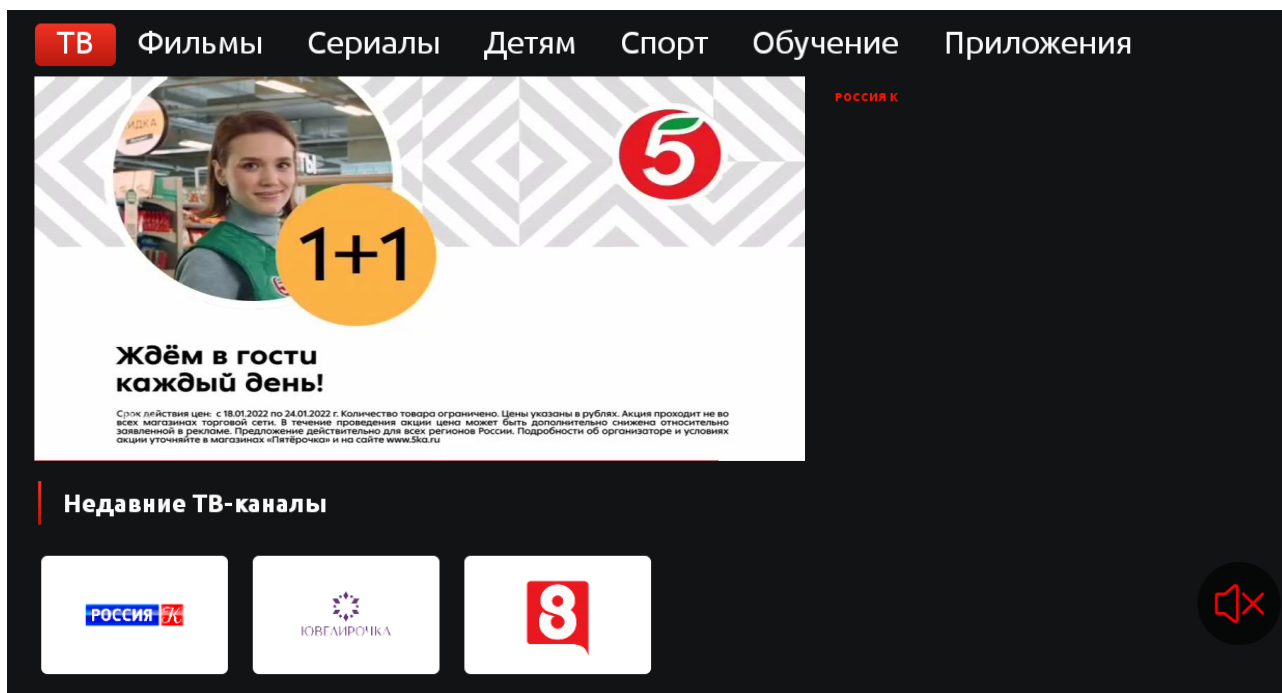 ТВ Фильмы Сериалы Детям Спорт Обучение Приложения
РОССИЯ К
СКИДКА
5
1+1
Ждём в гости
каждый день!
Срок действия цен: с 18.01.2022 по 24.01.2022 г. Количество товара ограничено. Цены указаны в рублях. Акция проходит не во
всех магазинах торговой сети. В течение проведения акции цена может быть дополнительно снижена относительно
заявленной в рекламе. Предложение действительно для всех регионов России. Подробности об организаторе и условиях
акции уточняйте в магазинах «Пятёрочка» и на сайте www.5ka.ru
Недавние ТВ-каналы
РОССИЯ К
ЮВЕЛИРОЧКА
8